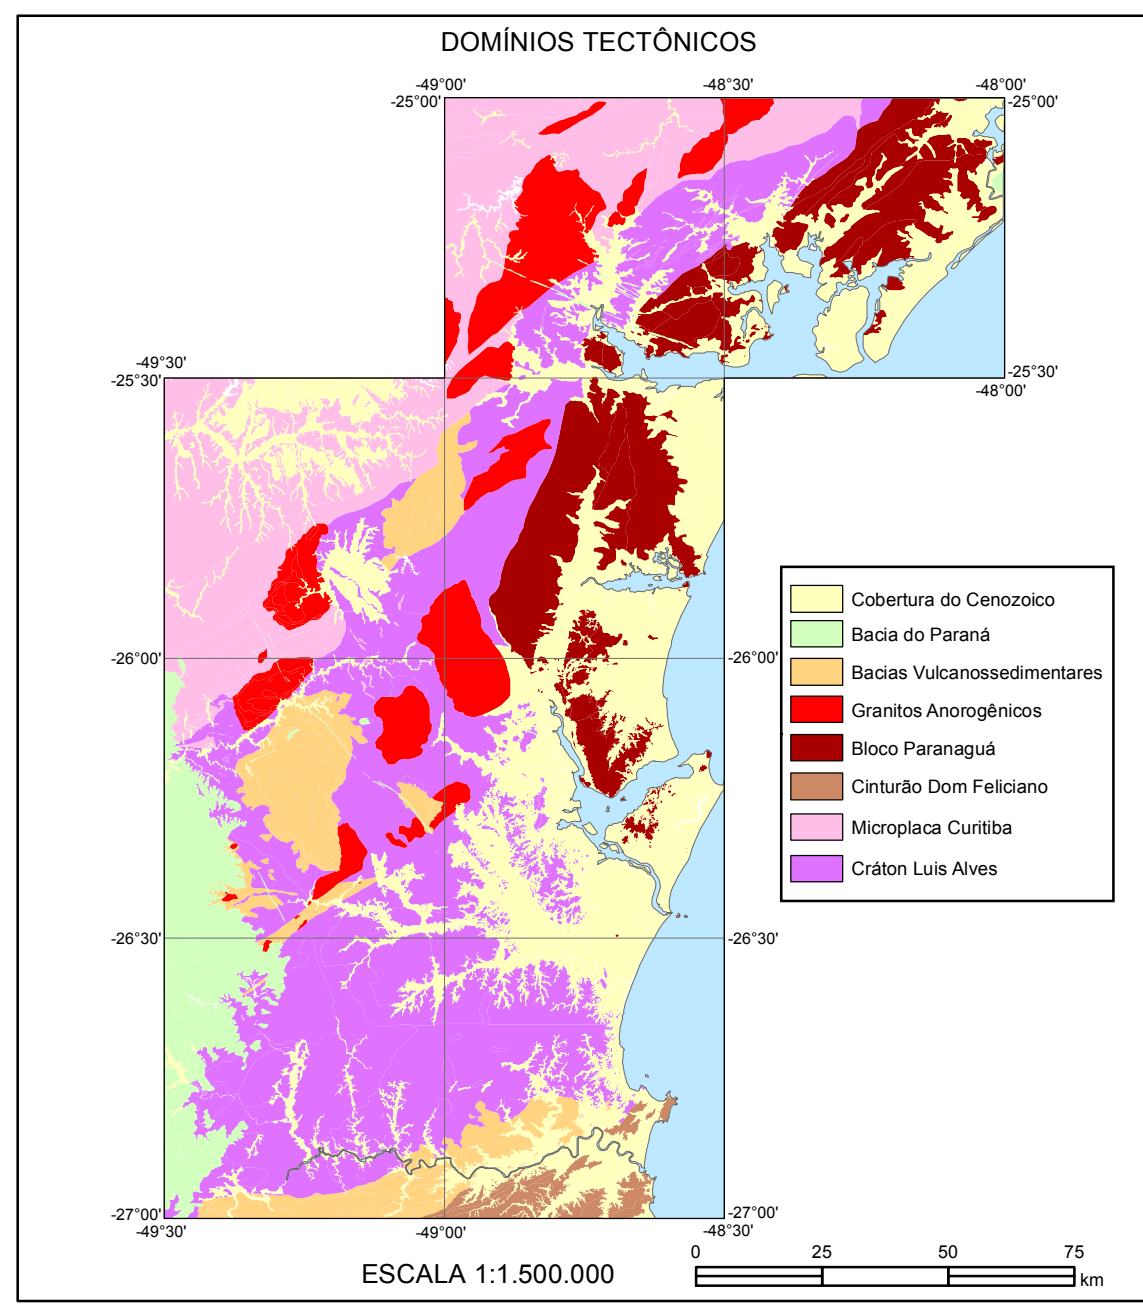 DOMÍNIOS TECTÔNICOS
-49°00'
-48°30'
-48°00'
-25°00'
-25°00'
-49°30'
-25°30'
-25°30'
-48°00'
Cobertura do Cenozoico
Bacia do Paraná
Bacias Vulcanossedimentares
Granitos Anorogênicos
Bloco Paranaguá
Cinturão Dom Feliciano
Microplaca Curitiba
Cráton Luis Alves
-26°00'
-26°00'
-26°30'
-26°30'
-27°00'
-27°00'
-49°30'
-49°00'
-48°30'
ESCALA 1:1.500.000
0 25 50 75
km